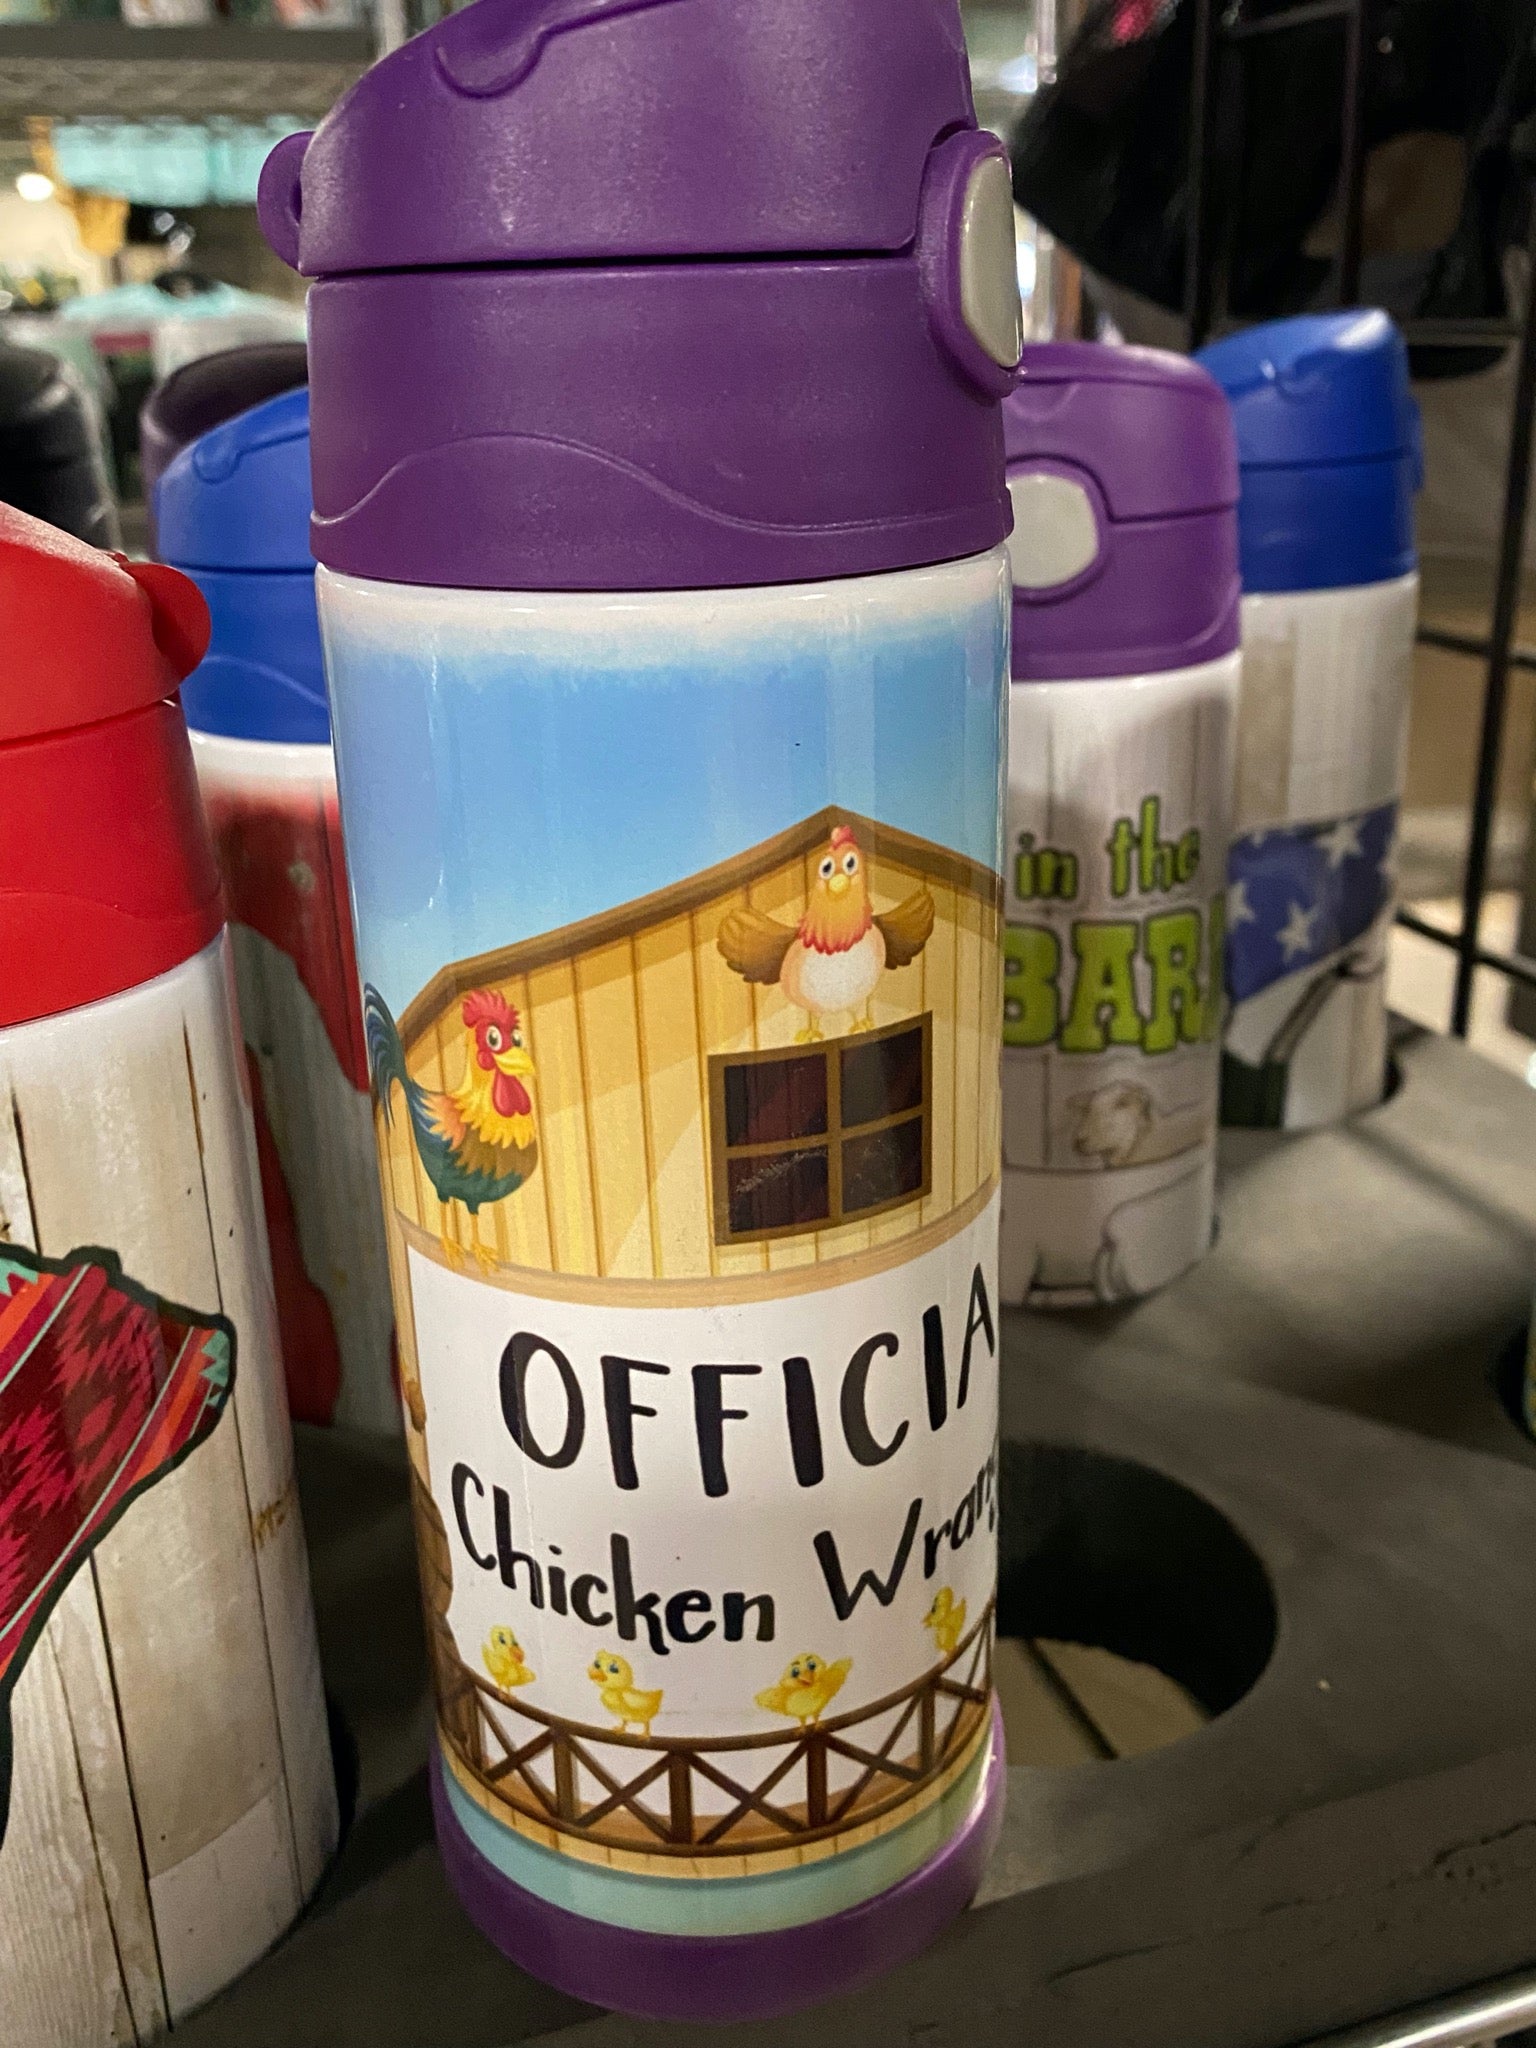 OFFICIA
Chicken Wran
in the
BAR